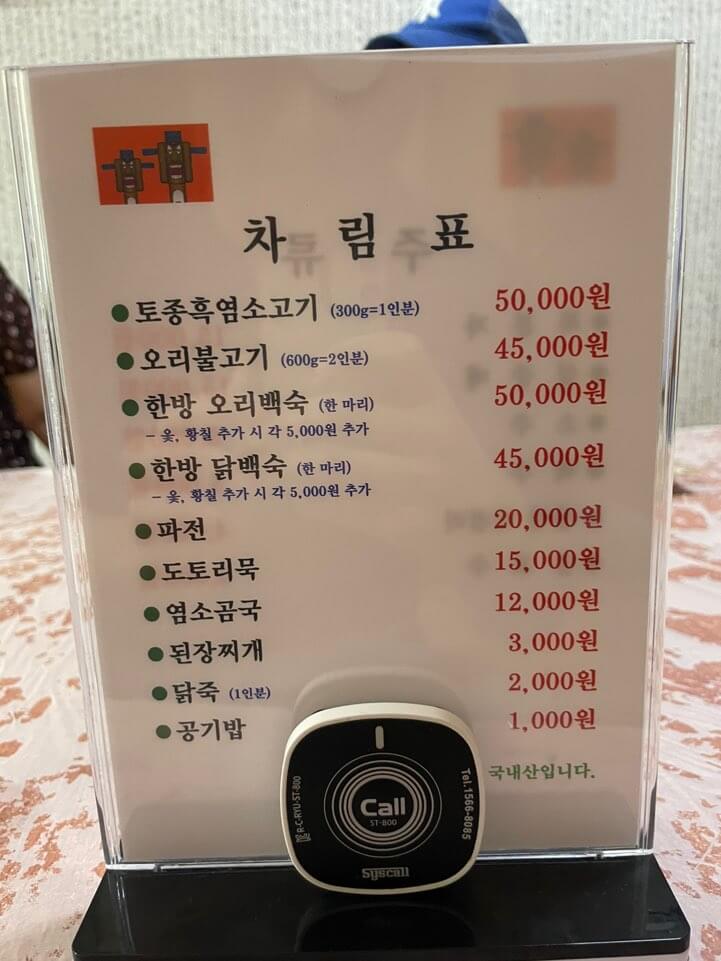 차 림 표
토종흑염소고기 (300g=1인분) 50,000원
오리불고기 (600g=2인분) 45,000원
한방 오리백숙 (한 마리) 50,000원
- 옻, 황칠 추가 시 각 5,000원 추가
한방 닭백숙 (한 마리) 45,000원
- 옻, 황칠 추가 시 각 5,000원 추가
파전 20,000원
도토리묵 15,000원
염소곰국 12,000원
된장찌개 3,000원
닭죽 (1인분) 2,000원
공기밥 1,000원
국내산입니다.
R-C-RYU-ST-800
Call
ST-800
Tel.1566-8085
Syscall